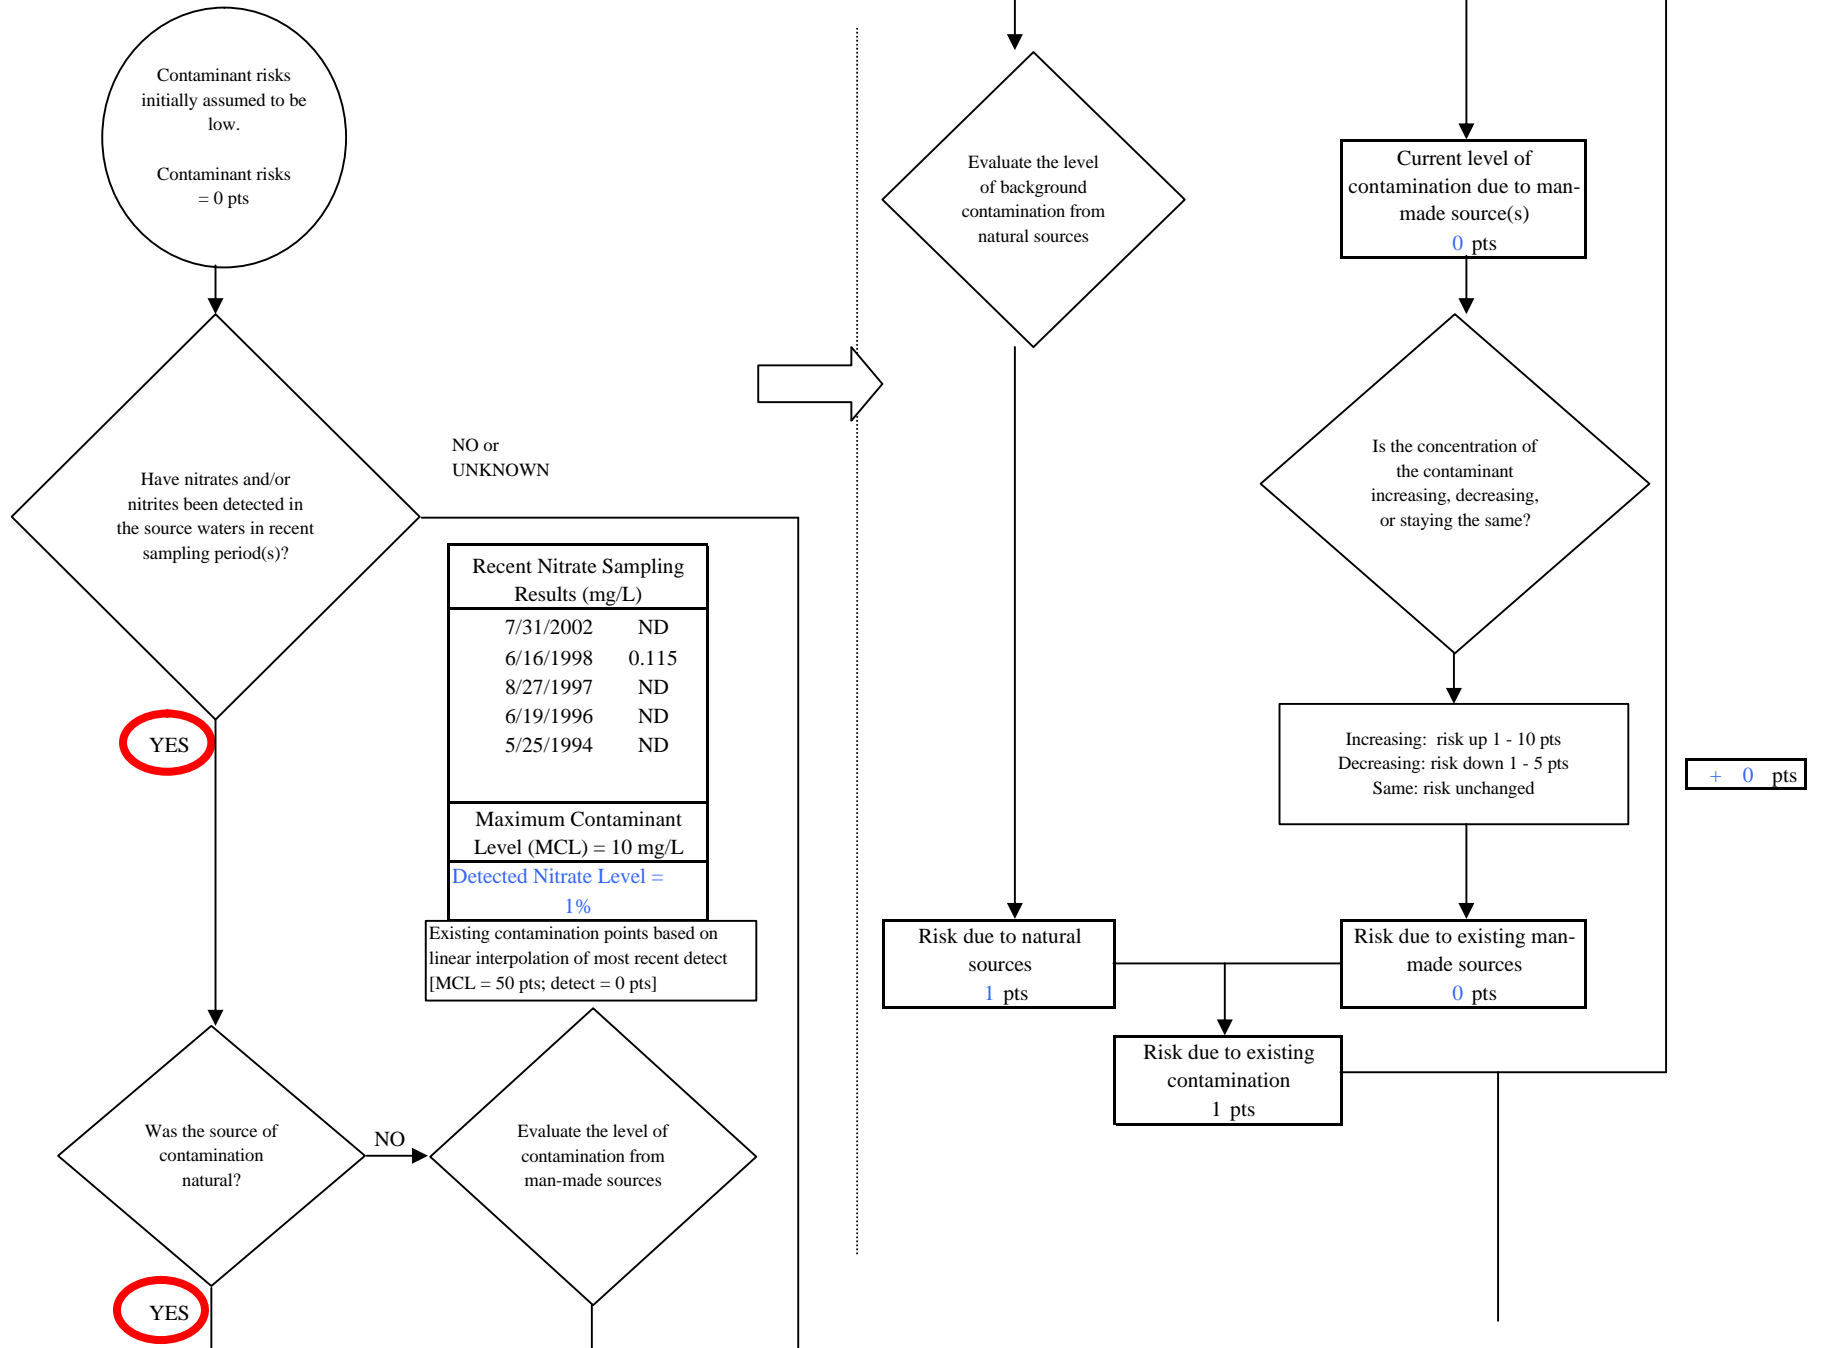 Contaminant risks
initially assumed to be
low.
Contaminant risks
= 0 pts
Have nitrates and/or
nitrites been detected in
the source waters in recent
sampling period(s)?
NO or
UNKNOWN
YES
Recent Nitrate Sampling
Results (mg/L)
7/31/2002 ND
6/16/1998 0.115
8/27/1997 ND
6/19/1996 ND
5/25/1994 ND
Maximum Contaminant
Level (MCL) = 10 mg/L
Detected Nitrate Level =
1%
Existing contamination points based on
linear interpolation of most recent detect
[MCL = 50 pts; detect = 0 pts]
Was the source of
contamination
natural?
NO
Evaluate the level of
contamination from
man-made sources
YES
Evaluate the level
of background
contamination from
natural sources
Current level of
contamination due to man-
made source(s)
0 pts
Is the concentration of
the contaminant
increasing, decreasing,
or staying the same?
Increasing: risk up 1 - 10 pts
Decreasing: risk down 1 - 5 pts
Same: risk unchanged
+ 0 pts
Risk due to natural
sources
1 pts
Risk due to existing man-
made sources
0 pts
Risk due to existing
contamination
1 pts